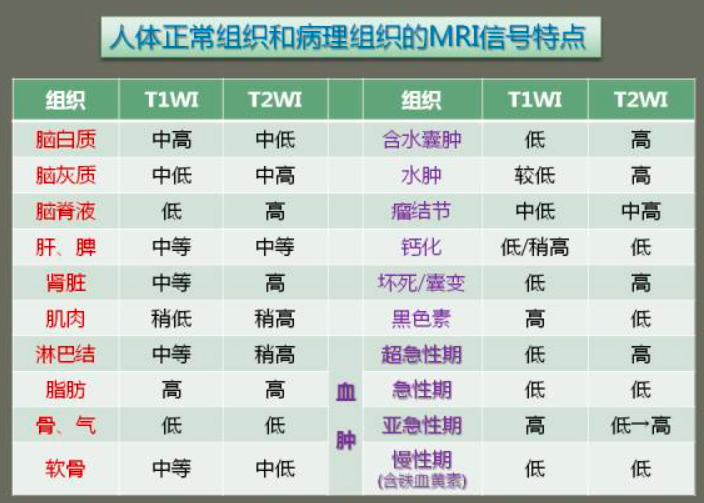 人体正常组织和病理组织的MRI信号特点
组织 T1WI T2WI 组织 T1WI T2WI
脑白质 中高 中低 含水囊肿 低 高
脑灰质 中低 中高 水肿 较低 高
脑脊液 低 高 瘤结节 中低 中高
肝、脾 中等 中等 钙化 低/稍高 低
肾脏 中等 高 坏死/囊变 低 高
肌肉 稍低 稍高 黑色素 高 低
淋巴结 中等 稍高 血肿 超急性期 低 高
脂肪 高 高 急性期 低 低
骨、气 低 低 亚急性期 高 低→高
软骨 中等 中低 慢性期 低 低
(含铁血黄素)